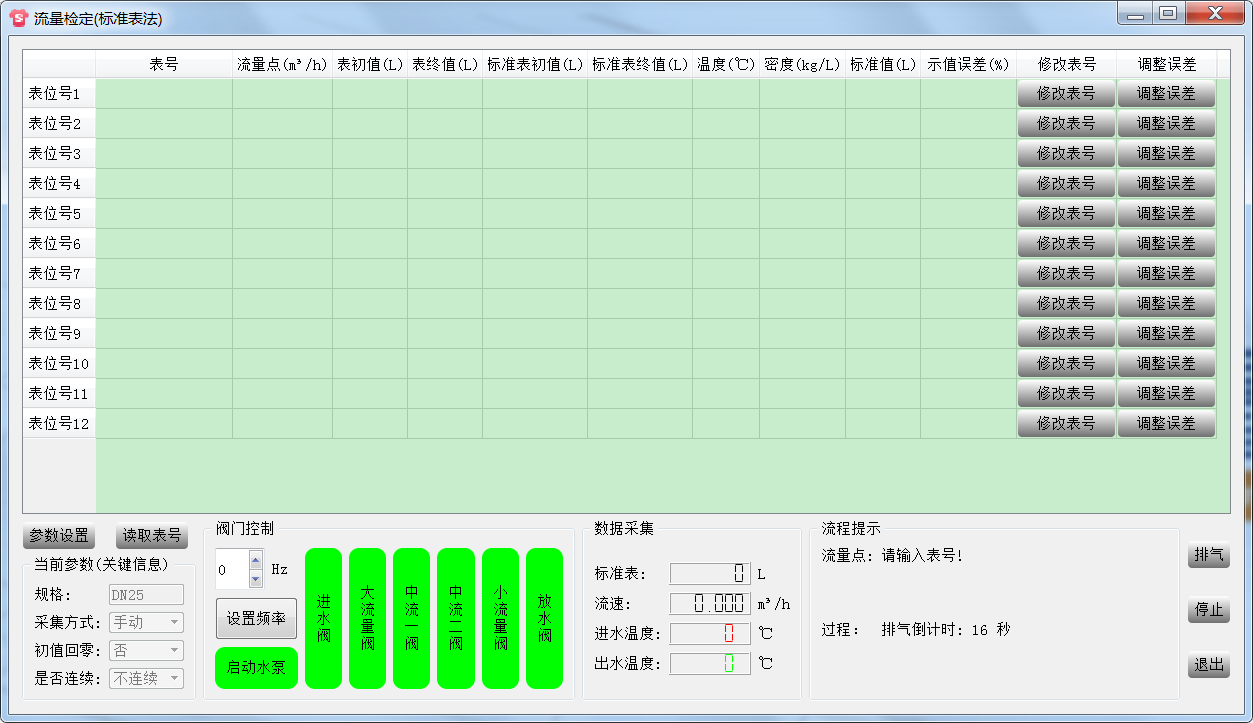 流量检定(标准表法)
表号 流量点(m³/h) 表初值(L) 表终值(L) 标准表初值(L) 标准表终值(L) 温度(℃) 密度(kg/L) 标准值(L) 示值误差(%) 修改表号 调整误差
表位号1 修改表号 调整误差
表位号2 修改表号 调整误差
表位号3 修改表号 调整误差
表位号4 修改表号 调整误差
表位号5 修改表号 调整误差
表位号6 修改表号 调整误差
表位号7 修改表号 调整误差
表位号8 修改表号 调整误差
表位号9 修改表号 调整误差
表位号10 修改表号 调整误差
表位号11 修改表号 调整误差
表位号12 修改表号 调整误差
参数设置 读取表号
当前参数(关键信息)
规格: DN25
采集方式: 手动
初值回零: 否
是否连续: 不连续
阀门控制
0 Hz
设置频率
启动水泵
进水阀
大流量阀
中流一阀
中流二阀
小流量阀
放水阀
数据采集
标准表: 0 L
流速: 0.000 m³/h
进水温度: 0 ℃
出水温度: 0 ℃
流程提示
流量点: 请输入表号!
过程: 排气倒计时: 16 秒
排气
停止
退出